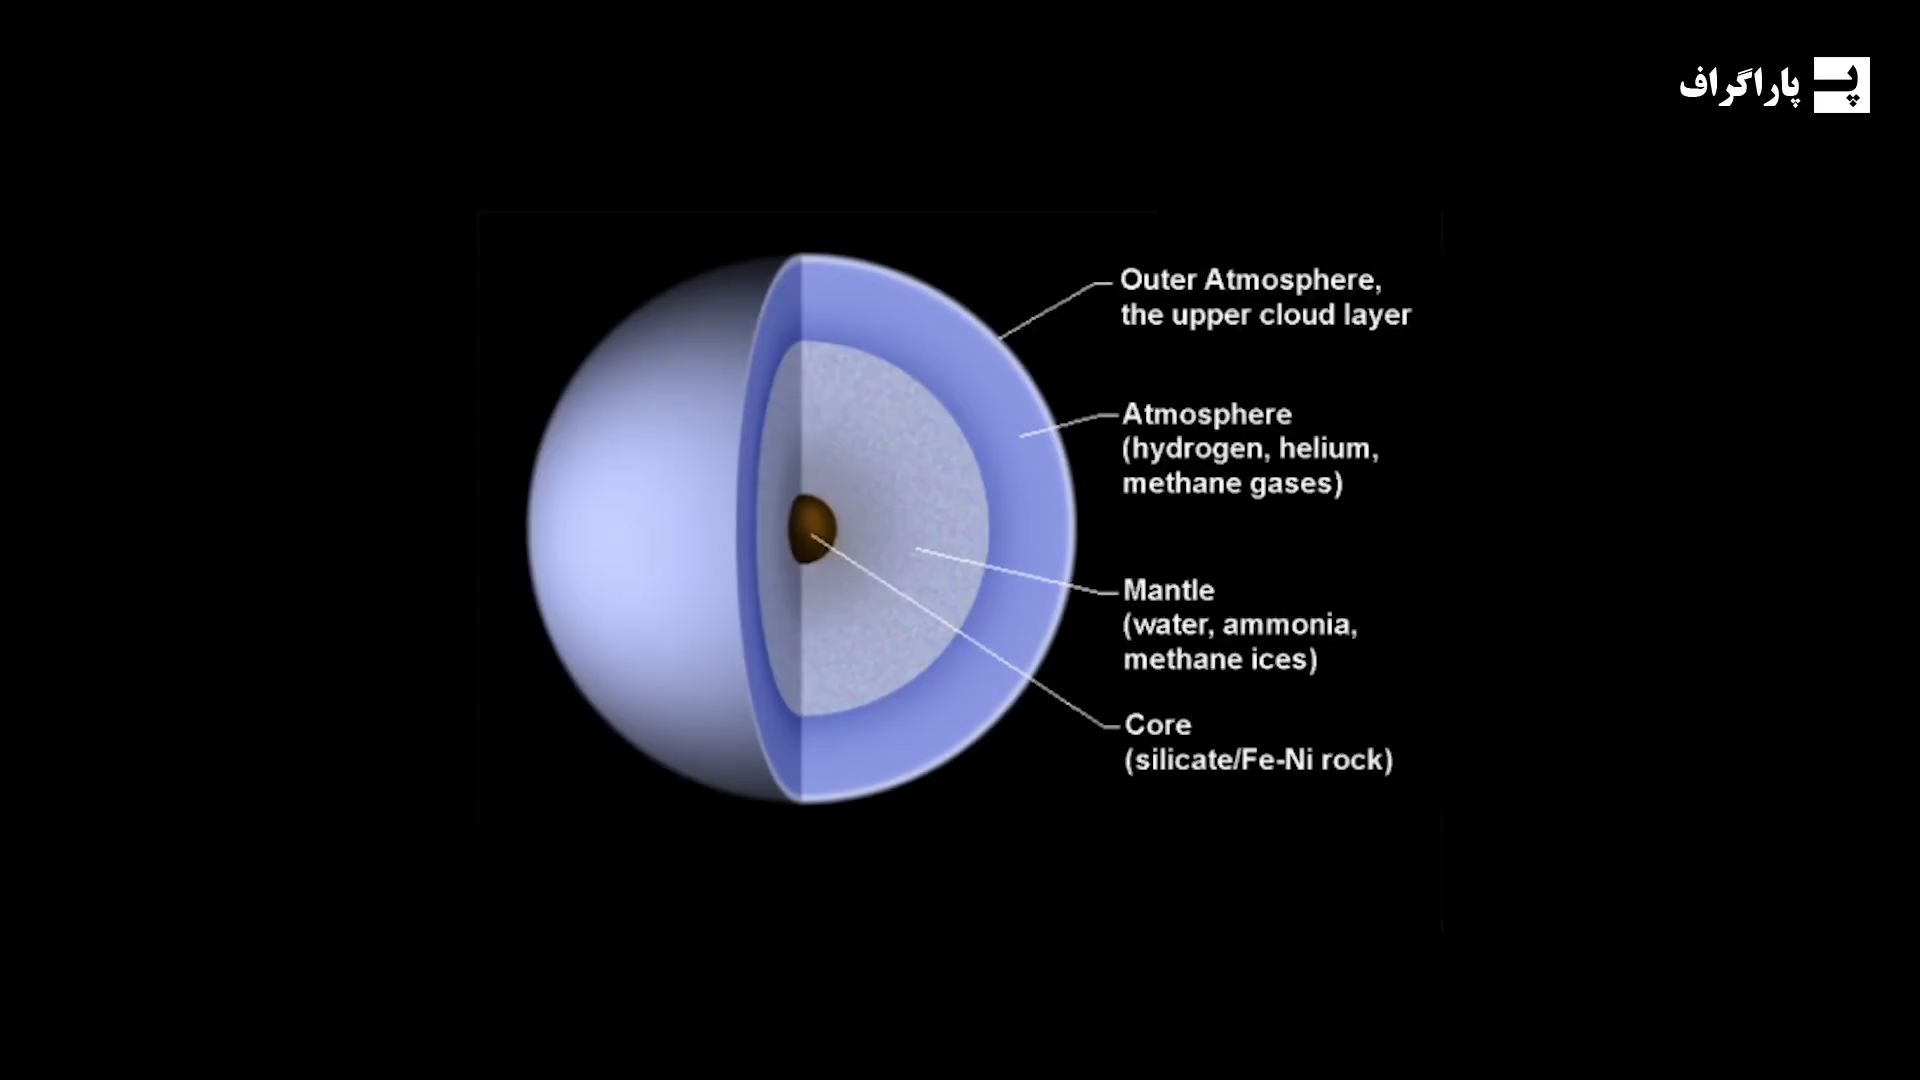 پاراگراف
پ
Outer Atmosphere,
the upper cloud layer
Atmosphere
(hydrogen, helium,
methane gases)
Mantle
(water, ammonia,
methane ices)
Core
(silicate/Fe-Ni rock)